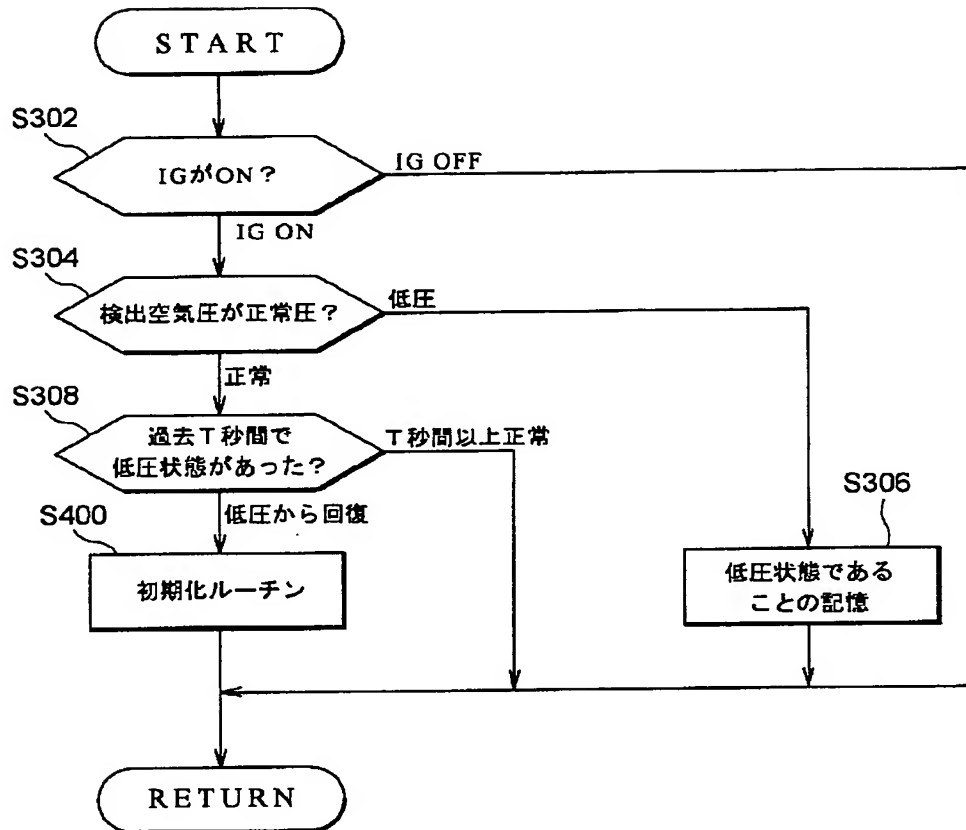 START
S302
IGがON?
IG OFF
IG ON
S304
検出空気圧が正常圧?
低圧
正常
S308
過去T秒間で
低圧状態があった?
T秒間以上正常
低圧から回復
S306
S400
初期化ルーチン
低圧状態である
ことの記憶
RETURN